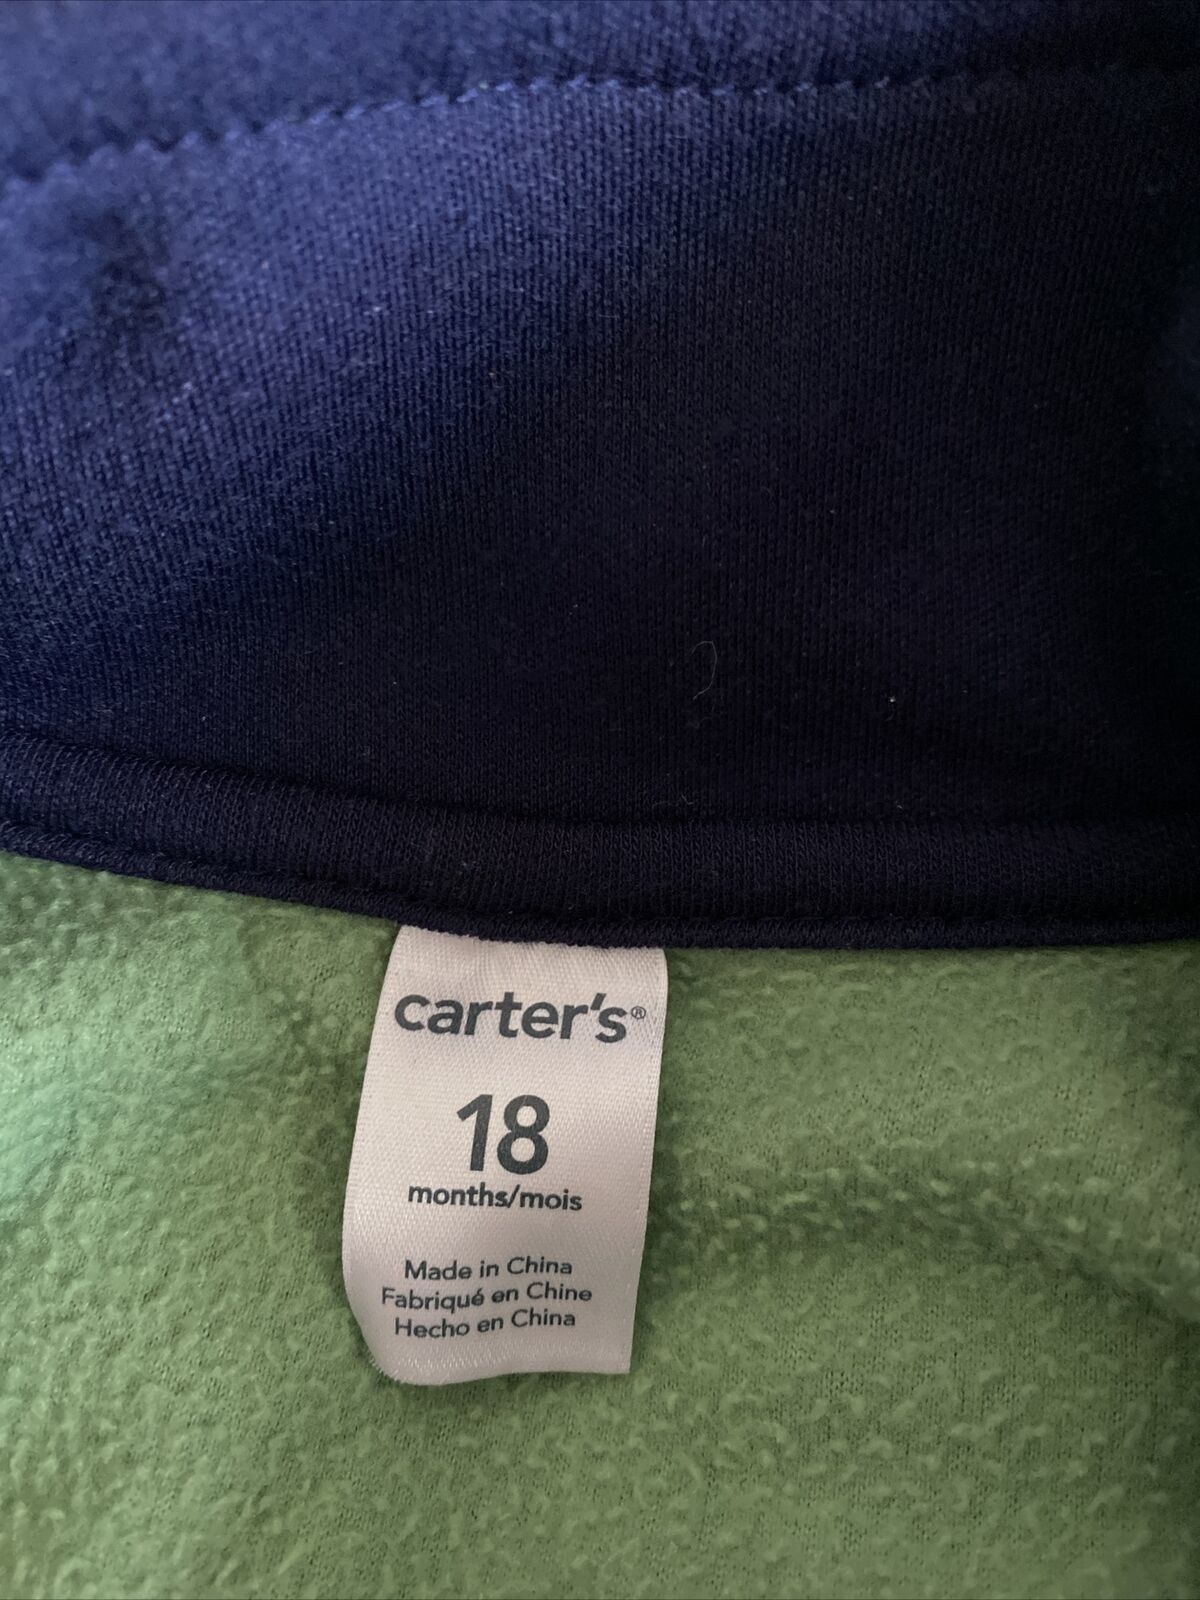 carter's®
18
months/mois
Made in China
Fabriqué en Chine
Hecho en China